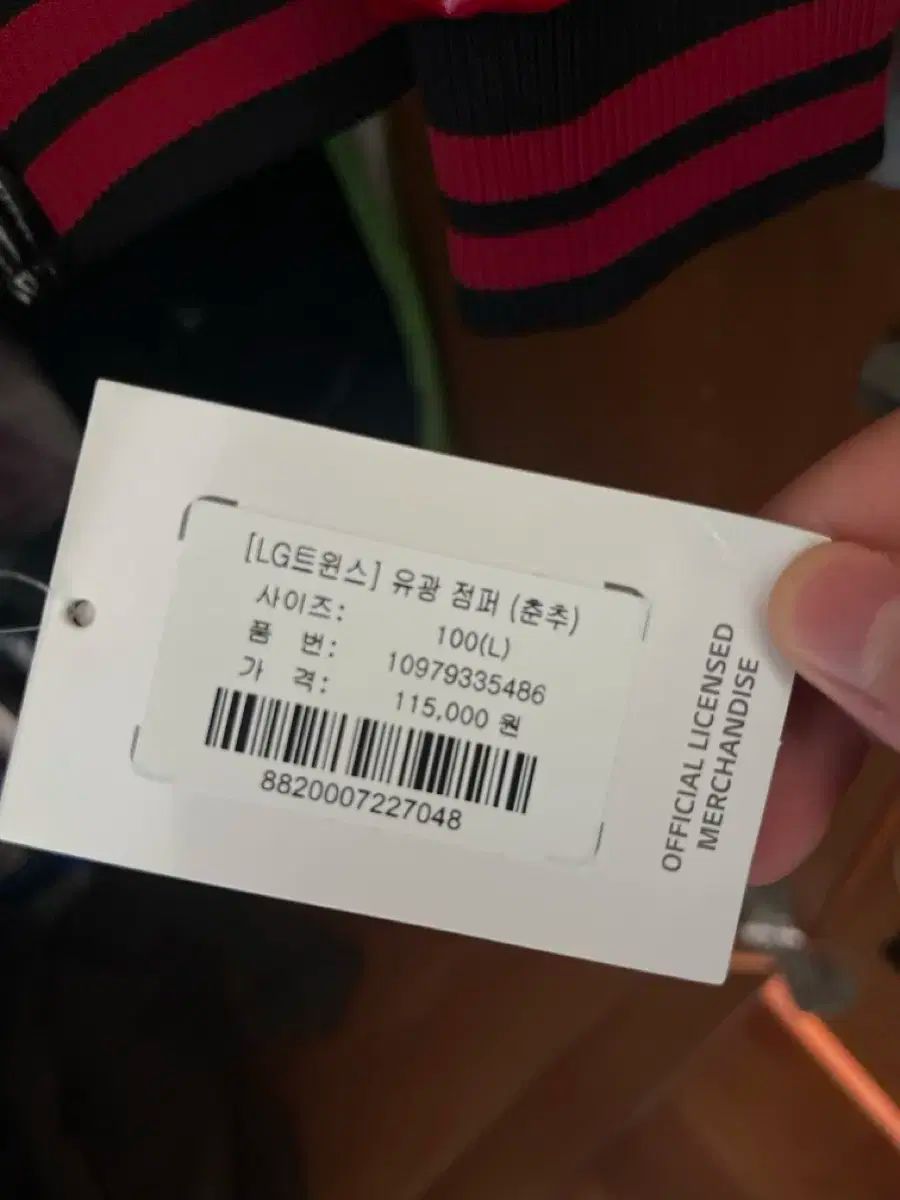 [LG트윈스] 유광 점퍼 (춘추)
사이즈: 100(L)
품 번: 10979335486
가 격: 115,000 원
8820007227048
OFFICIAL LICENSED
MERCHANDISE